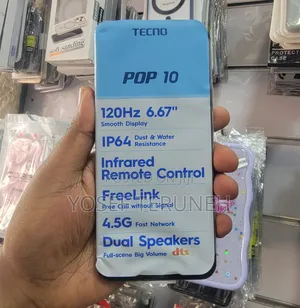 TECNO
POP 10
120Hz 6.67"
Smooth Display
IP64 Dust & Water
Resistance
Infrared
Remote Control
FreeLink
Free Call without Signal
4.5G Fast Network
Dual Speakers
Full-scene Big Volume dts